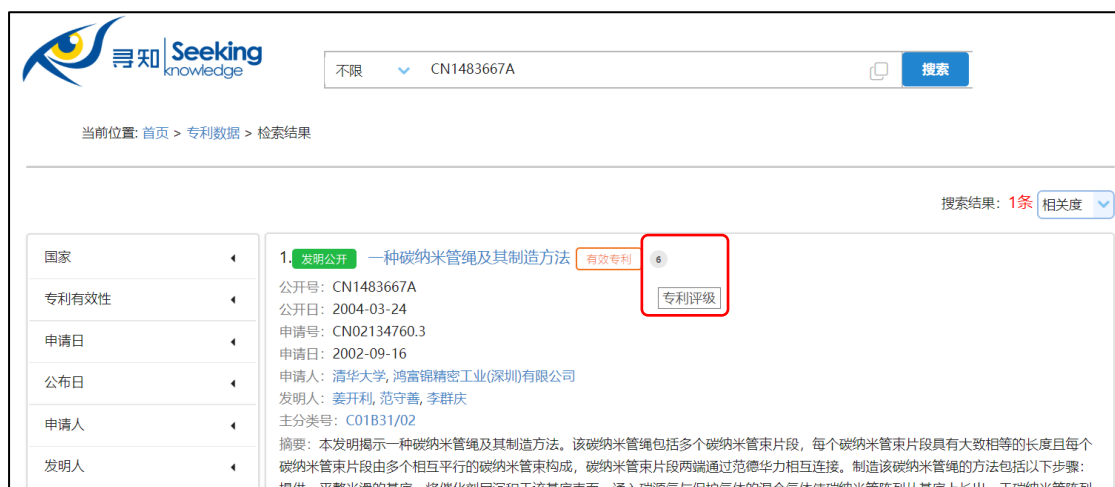 寻知 Seeking knowledge
不限 CN1483667A 搜索
当前位置: 首页 > 专利数据 > 检索结果
搜索结果：1条 相关度
国家
专利有效性
申请日
公布日
申请人
发明人
1. 发明公开 一种碳纳米管绳及其制造方法 有效专利 6
专利评级
公开号：CN1483667A
公开日：2004-03-24
申请号：CN02134760.3
申请日：2002-09-16
申请人：清华大学, 鸿富锦精密工业(深圳)有限公司
发明人：姜开利, 范守善, 李群庆
主分类号：C01B31/02
摘要：本发明揭示一种碳纳米管绳及其制造方法。该碳纳米管绳包括多个碳纳米管束片段，每个碳纳米管束片段具有大致相等的长度且每个
碳纳米管束片段由多个相互平行的碳纳米管束构成，碳纳米管束片段两端通过范德华力相互连接。制造该碳纳米管绳的方法包括以下步骤：